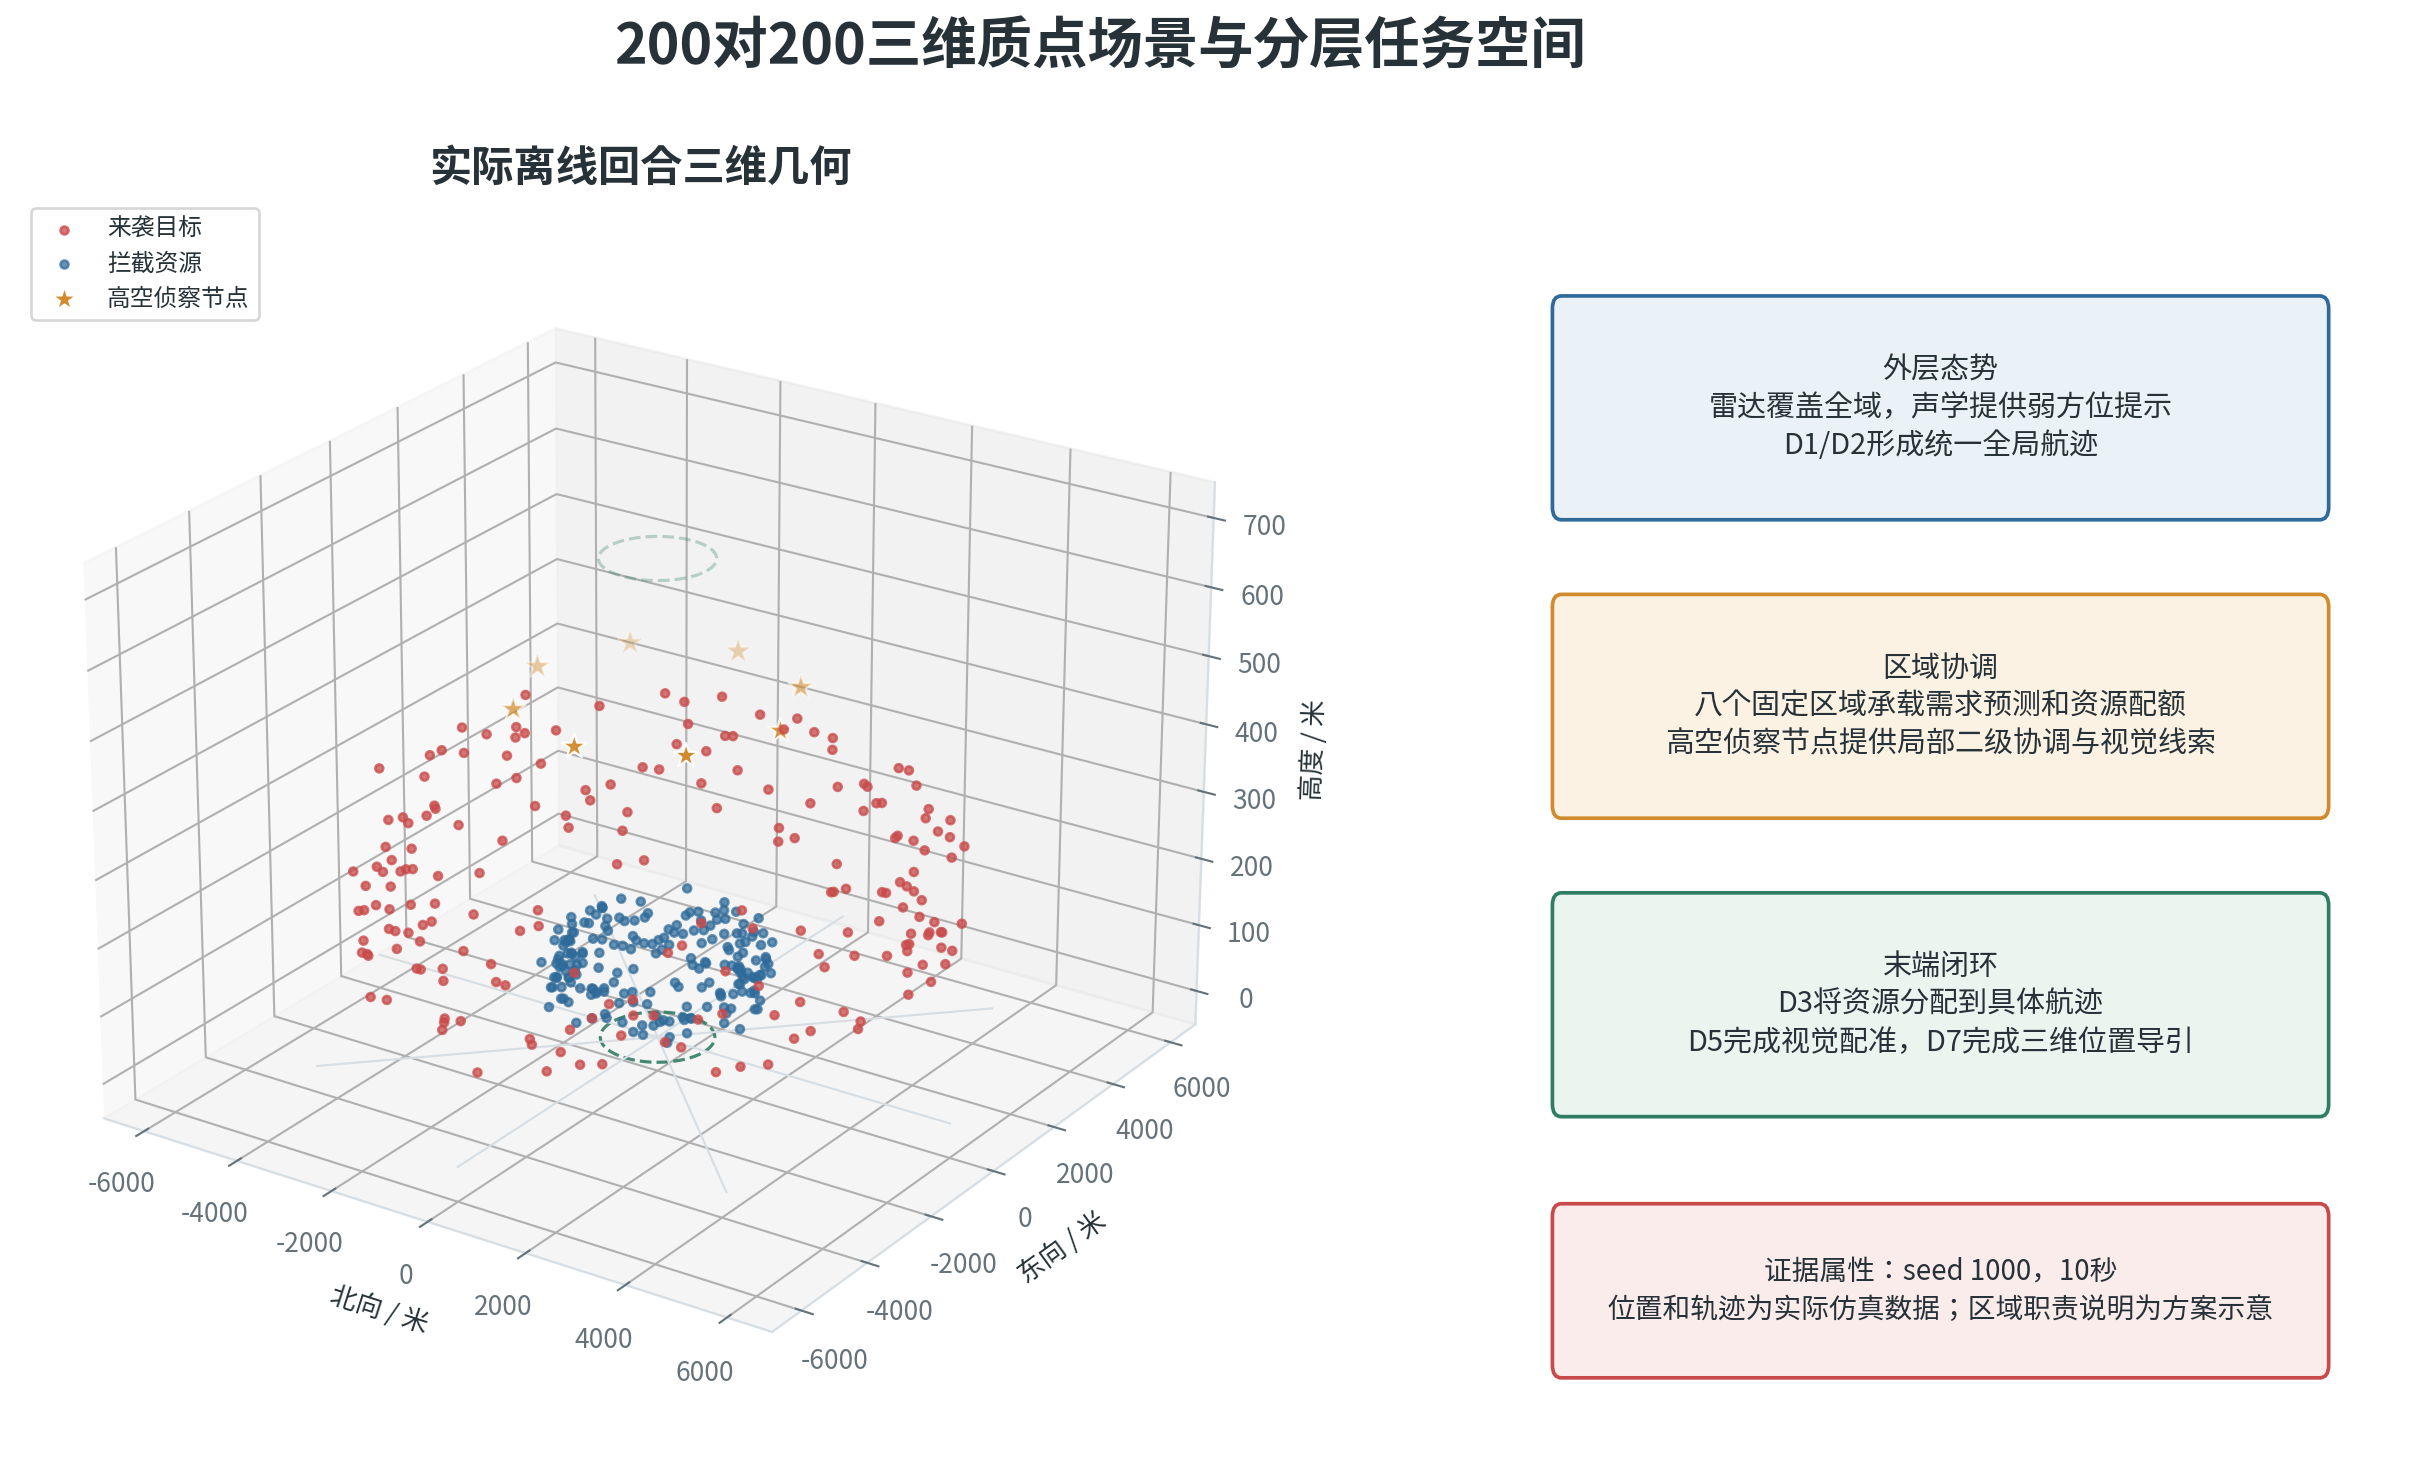 200对200三维质点场景与分层任务空间
实际离线回合三维几何
来袭目标
拦截资源
高空侦察节点
700
600
500
400
300
200
100
0
高度 / 米
6000
4000
2000
0
-2000
-4000
-6000
东向 / 米
-6000
-4000
-2000
0
2000
4000
6000
北向 / 米
外层态势
雷达覆盖全域，声学提供弱方位提示
D1/D2形成统一全局航迹
区域协调
八个固定区域承载需求预测和资源配额
高空侦察节点提供局部二级协调与视觉线索
末端闭环
D3将资源分配到具体航迹
D5完成视觉配准，D7完成三维位置导引
证据属性：seed 1000，10秒
位置和轨迹为实际仿真数据；区域职责说明为方案示意